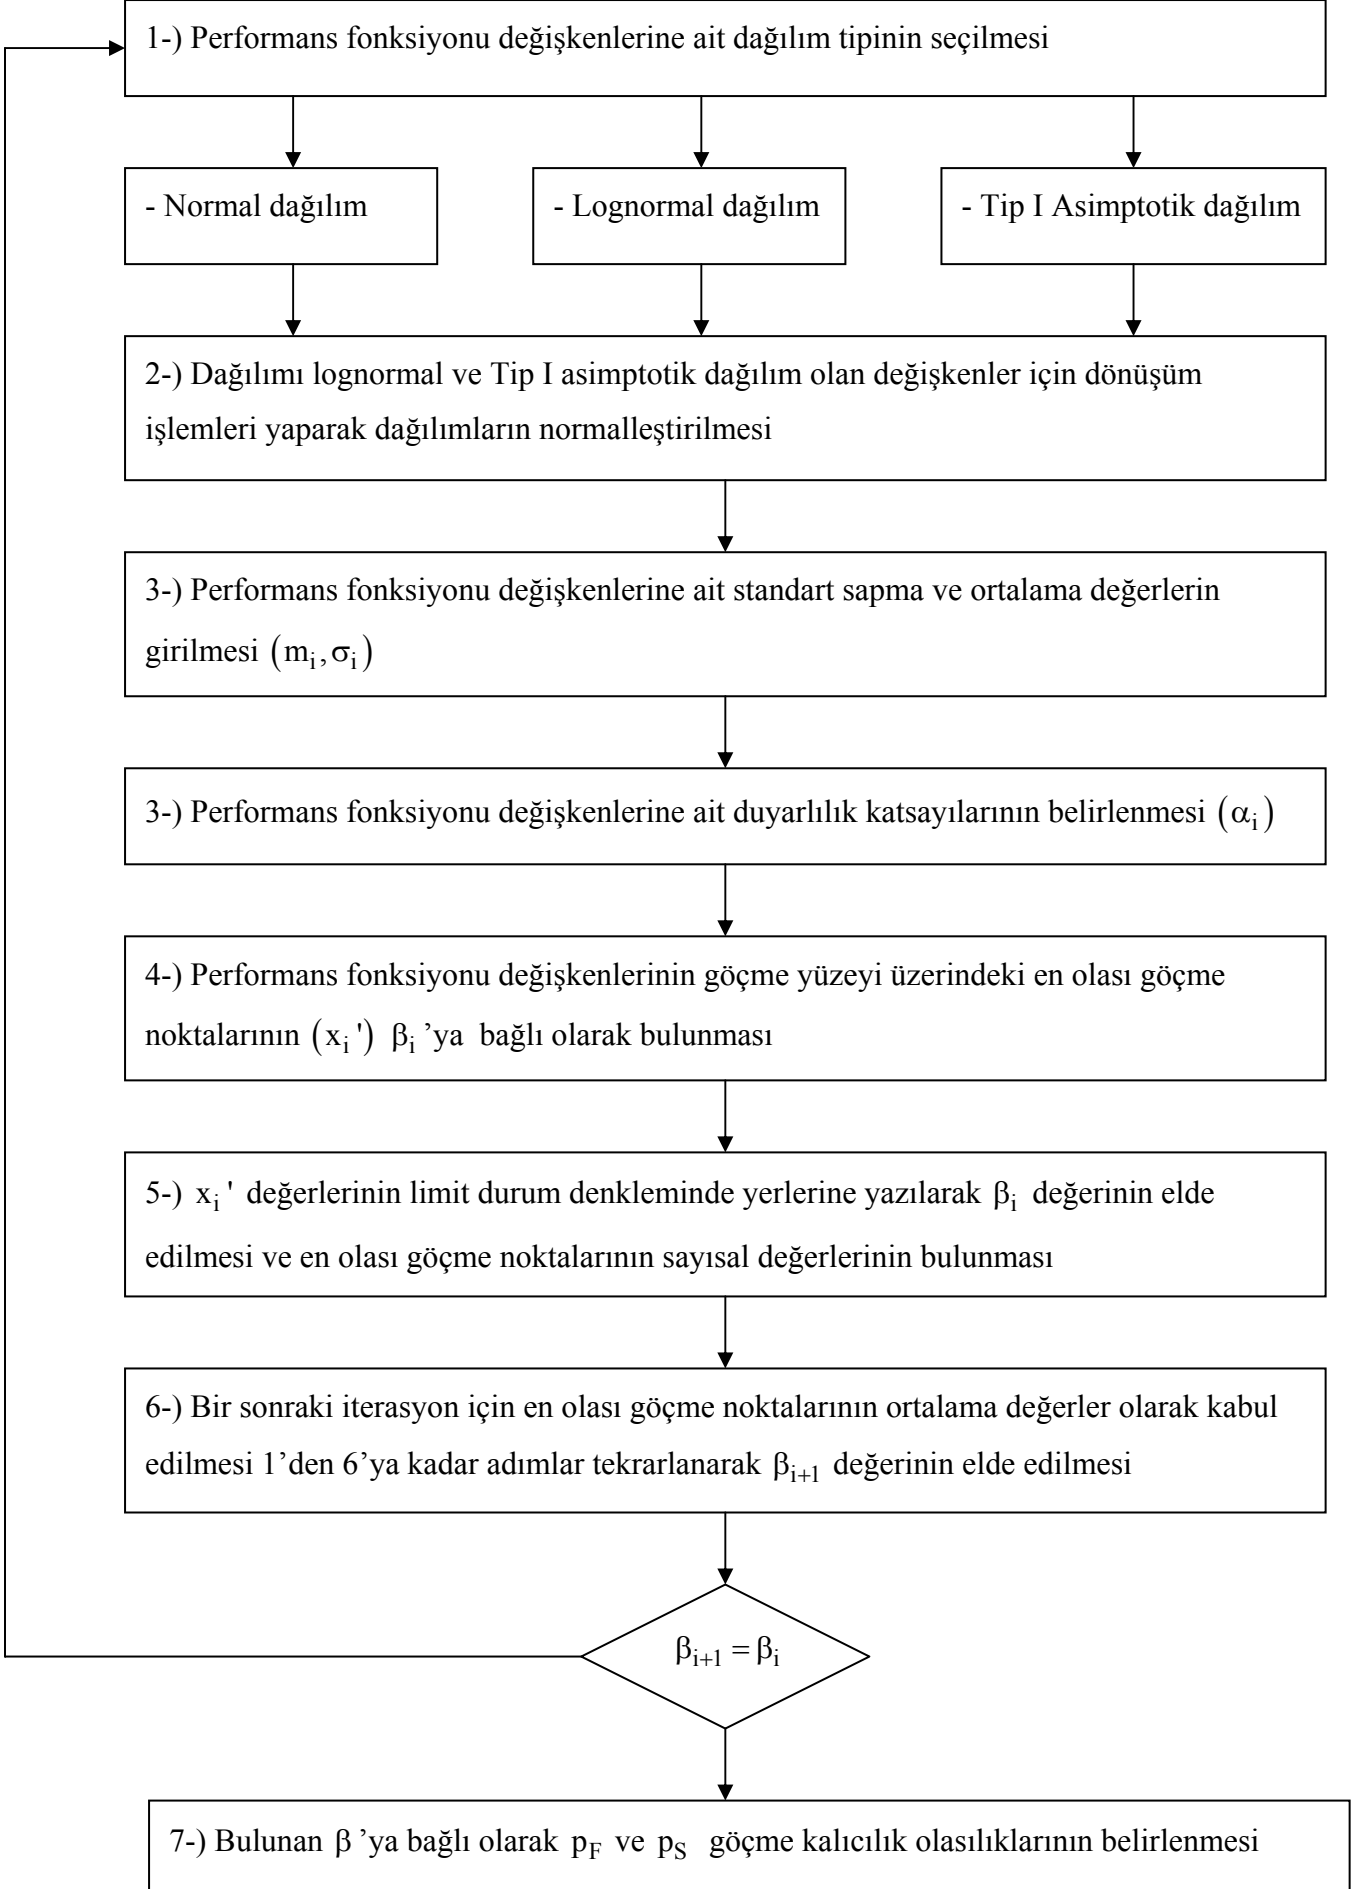 1-) Performans fonksiyonu değişkenlerine ait dağılım tipinin seçilmesi
- Normal dağılım
- Lognormal dağılım
- Tip I Asimptotik dağılım
2-) Dağılımı lognormal ve Tip I asimptotik dağılım olan değişkenler için dönüşüm
işlemleri yaparak dağılımların normalleştirilmesi
3-) Performans fonksiyonu değişkenlerine ait standart sapma ve ortalama değerlerin
girilmesi (mᵢ, σᵢ)
3-) Performans fonksiyonu değişkenlerine ait duyarlılık katsayılarının belirlenmesi (αᵢ)
4-) Performans fonksiyonu değişkenlerinin göçme yüzeyi üzerindeki en olası göçme
noktalarının (xᵢ') βᵢ ’ya bağlı olarak bulunması
5-) xᵢ' değerlerinin limit durum denkleminde yerlerine yazılarak βᵢ değerinin elde
edilmesi ve en olası göçme noktalarının sayısal değerlerinin bulunması
6-) Bir sonraki iterasyon için en olası göçme noktalarının ortalama değerler olarak kabul
edilmesi 1’den 6’ya kadar adımlar tekrarlanarak βᵢ₊₁ değerinin elde edilmesi
βᵢ₊₁ = βᵢ
7-) Bulunan β ’ya bağlı olarak p_F ve p_S göçme kalıcılık olasılıklarının belirlenmesi